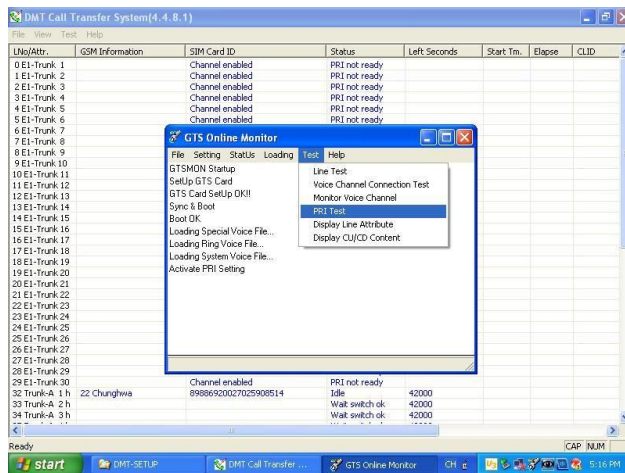 DMT Call Transfer System(4.4.8.1)
File View Test Help
LNo/Attr. GSM Information SIM Card ID Status Left Seconds Start Tm. Elapse CLID
0 E1-Trunk 1 Channel enabled PRI not ready
1 E1-Trunk 2 Channel enabled PRI not ready
2 E1-Trunk 3 Channel enabled PRI not ready
3 E1-Trunk 4 Channel enabled PRI not ready
4 E1-Trunk 5 Channel enabled PRI not ready
5 E1-Trunk 6 Channel enabled PRI not ready
6 E1-Trunk 7
7 E1-Trunk 8
8 E1-Trunk 9
9 E1-Trunk 10
10 E1-Trunk 11
11 E1-Trunk 12
12 E1-Trunk 13
13 E1-Trunk 14
14 E1-Trunk 15
15 E1-Trunk 16
16 E1-Trunk 17
17 E1-Trunk 18
18 E1-Trunk 19
19 E1-Trunk 20
20 E1-Trunk 21
21 E1-Trunk 22
22 E1-Trunk 23
23 E1-Trunk 24
24 E1-Trunk 25
25 E1-Trunk 26
26 E1-Trunk 27
27 E1-Trunk 28
28 E1-Trunk 29
29 E1-Trunk 30 Channel enabled PRI not ready
32 Trunk-A 1 h 22 Chunghwa 89886920027025908514 Idle 42000
33 Trunk-A 2 h Wait switch ok 42000
34 Trunk-A 3 h Wait switch ok 42000
GTS Online Monitor
File Setting StatUs Loading Test Help
GTSMON Startup
SetUp GTS Card
GTS Card SetUp OK!!
Sync & Boot
Boot OK
Loading Special Voice File...
Loading Ring Voice File...
Loading System Voice File...
Activate PRI Setting
Line Test
Voice Channel Connection Test
Monitor Voice Channel
PRI Test
Display Line Attribute
Display CU/CD Content
Ready CAP NUM
start DMT-SETUP DMT Call Transfer ... GTS Online Monitor CH 5:16 PM